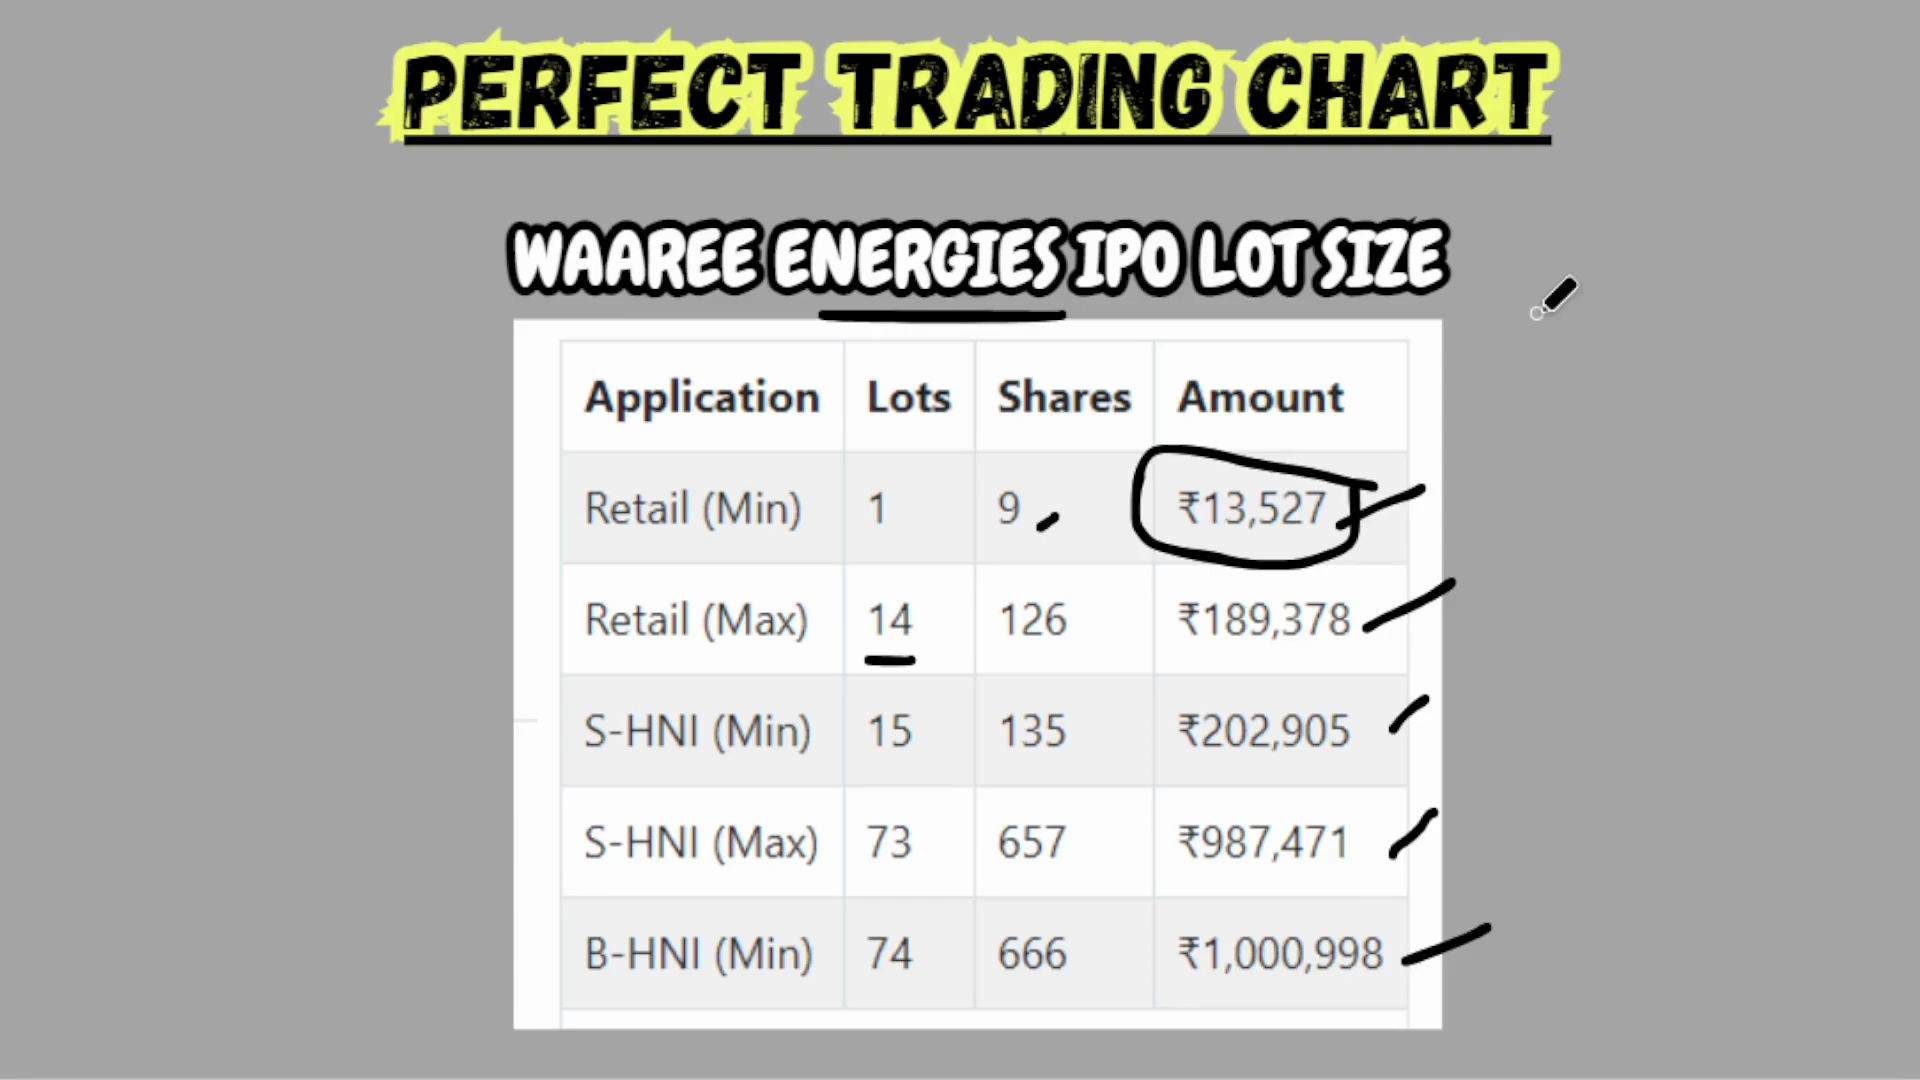 PERFECT TRADING CHART
WAAREE ENERGIES IPO LOT SIZE
Application Lots Shares Amount
Retail (Min) 1 9 ₹13,527
Retail (Max) 14 126 ₹189,378
S-HNI (Min) 15 135 ₹202,905
S-HNI (Max) 73 657 ₹987,471
B-HNI (Min) 74 666 ₹1,000,998